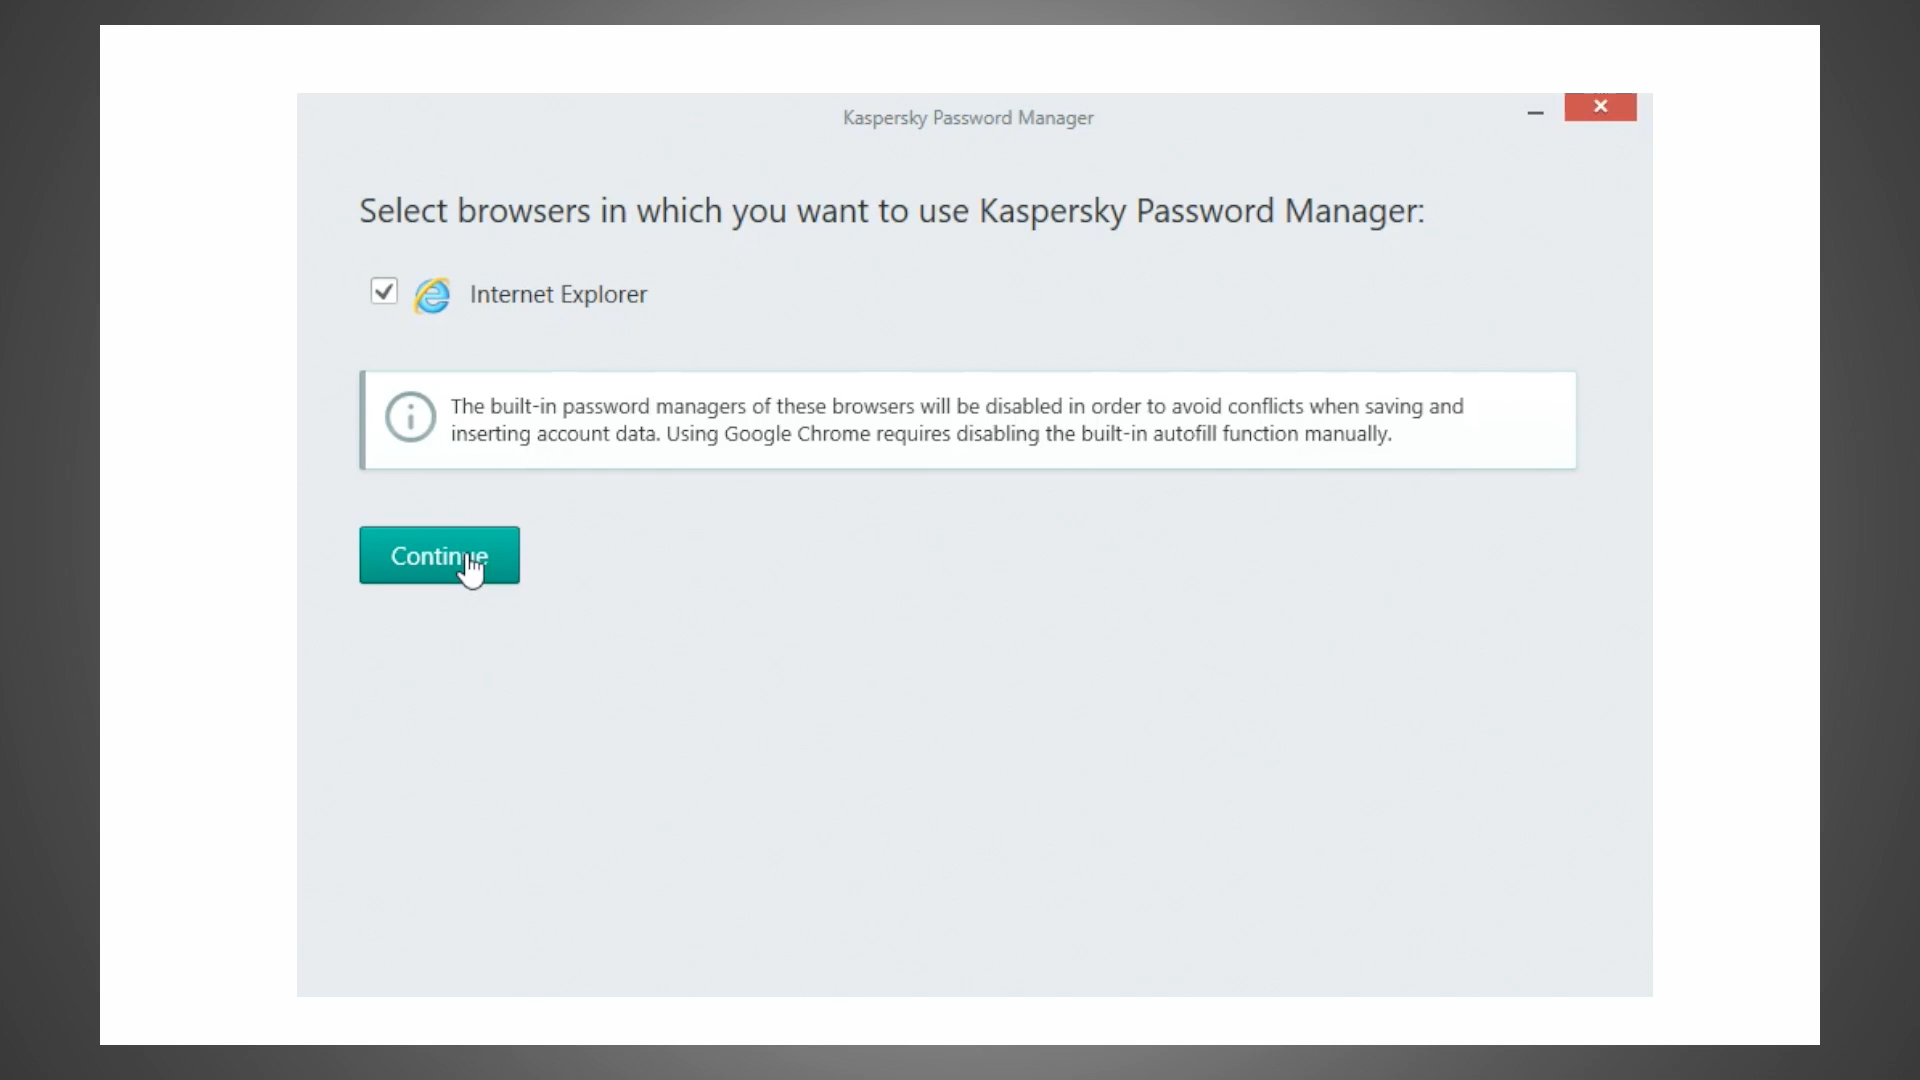 Kaspersky Password Manager
Select browsers in which you want to use Kaspersky Password Manager:
Internet Explorer
The built-in password managers of these browsers will be disabled in order to avoid conflicts when saving and
inserting account data. Using Google Chrome requires disabling the built-in autofill function manually.
Continue